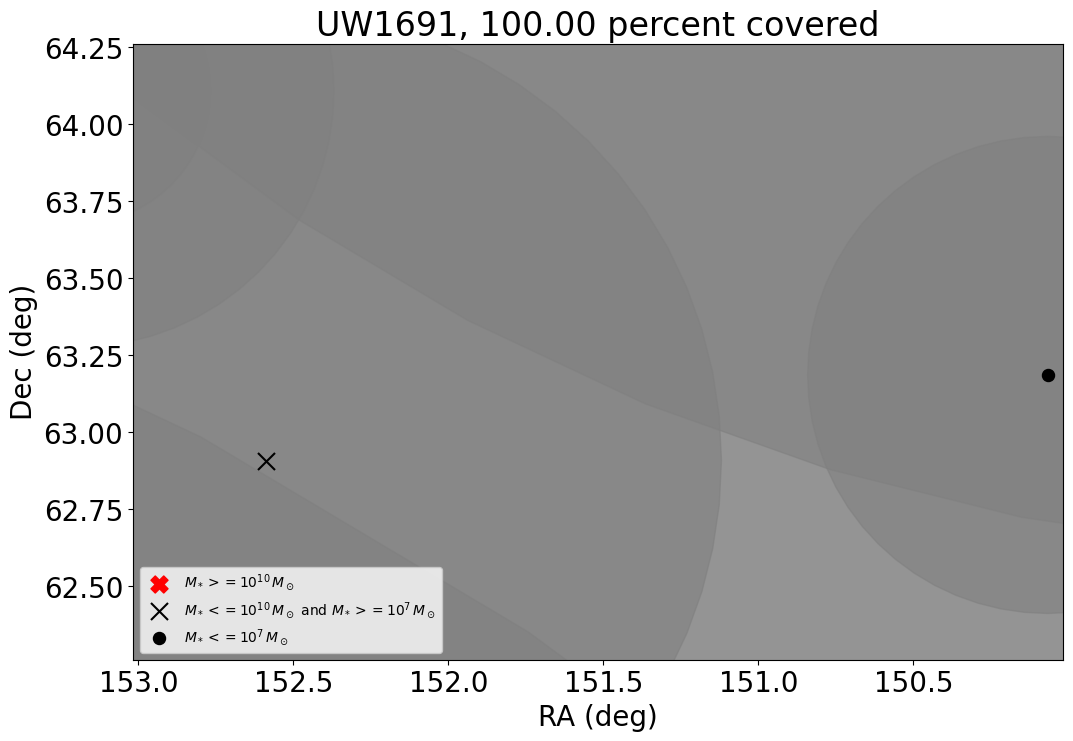 UW1691, 100.00 percent covered
64.25
64.00
63.75
63.50
63.25
63.00
62.75
62.50
Dec (deg)
M* >= 10^10 M⊙
M* <= 10^10 M⊙ and M* >= 10^7 M⊙
M* <= 10^7 M⊙
153.0 152.5 152.0 151.5 151.0 150.5
RA (deg)